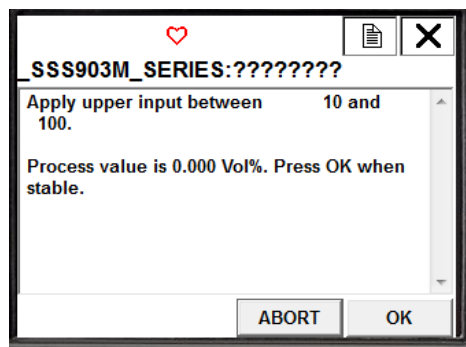 _SSS903M_SERIES:????????
Apply upper input between 10 and
100.
Process value is 0.000 Vol%. Press OK when
stable.
ABORT OK